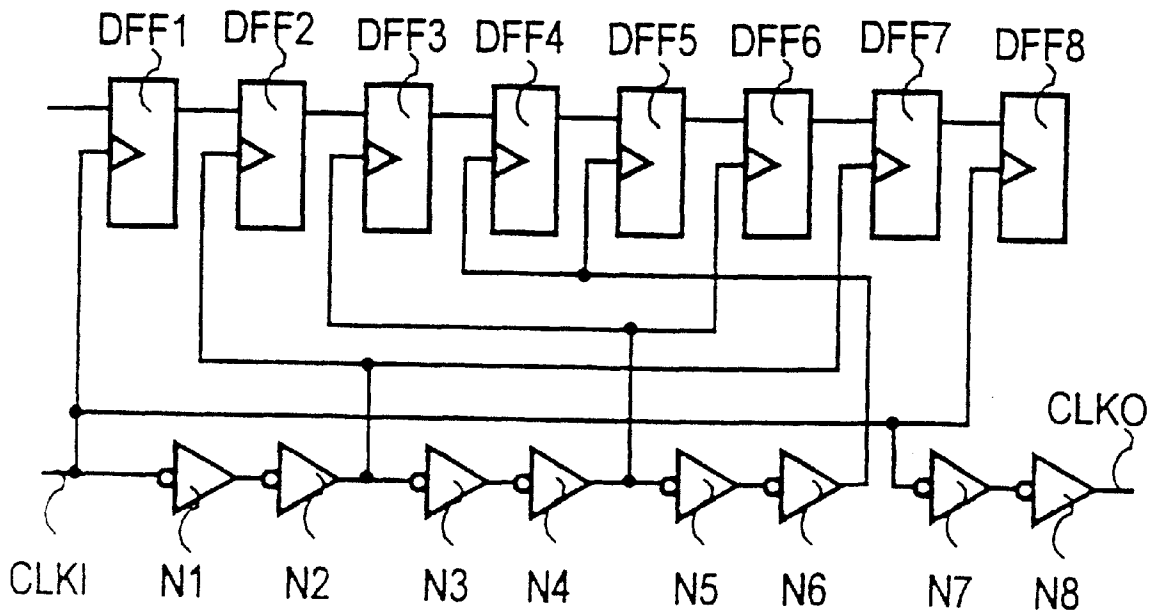 DFF1 DFF2 DFF3 DFF4 DFF5 DFF6 DFF7 DFF8
CLKO
CLKI N1 N2 N3 N4 N5 N6 N7 N8